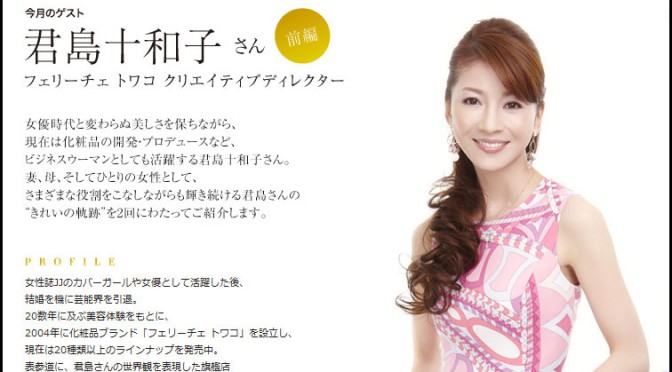 今月のゲスト
君島十和子 さん
前編
フェリーチェ トワコ クリエイティブディレクター
女優時代と変わらぬ美しさを保ちながら、
現在は化粧品の開発・プロデュースなど、
ビジネスウーマンとしても活躍する君島十和子さん。
妻、母、そしてひとりの女性として、
さまざまな役割をこなしながらも輝き続ける君島さんの
“きれいの軌跡”を2回にわたってご紹介します。
PROFILE
女性誌JJのカバーガールや女優として活躍した後、
結婚を機に芸能界を引退。
20数年に及ぶ美容体験をもとに、
2004年に化粧品ブランド「フェリーチェ トワコ」を設立し、
現在は20種類以上のラインナップを発売中。
表参道に、君島さんの世界観を表現した旗艦店